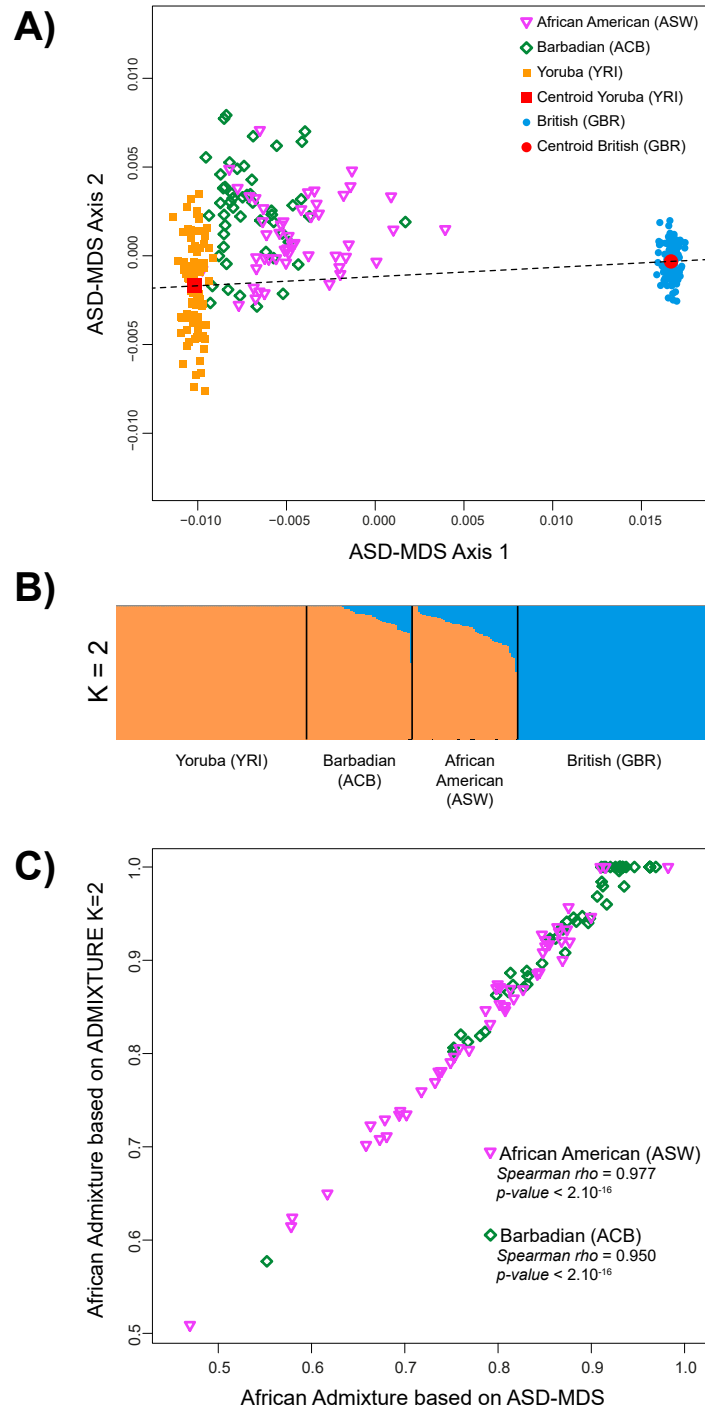 A)
African American (ASW)
Barbadian (ACB)
Yoruba (YRI)
Centroid Yoruba (YRI)
British (GBR)
Centroid British (GBR)
ASD-MDS Axis 2
0.010
0.005
0.000
−0.005
−0.010
−0.010
−0.005
0.000
0.005
0.010
0.015
ASD-MDS Axis 1
B)
K = 2
Yoruba (YRI)
Barbadian
(ACB)
African
American
(ASW)
British (GBR)
C)
African Admixture based on ADMIXTURE K=2
1.0
0.9
0.8
0.7
0.6
0.5
African American (ASW)
Spearman rho = 0.977
p-value < 2.10⁻¹⁶
Barbadian (ACB)
Spearman rho = 0.950
p-value < 2.10⁻¹⁶
0.5
0.6
0.7
0.8
0.9
1.0
African Admixture based on ASD-MDS